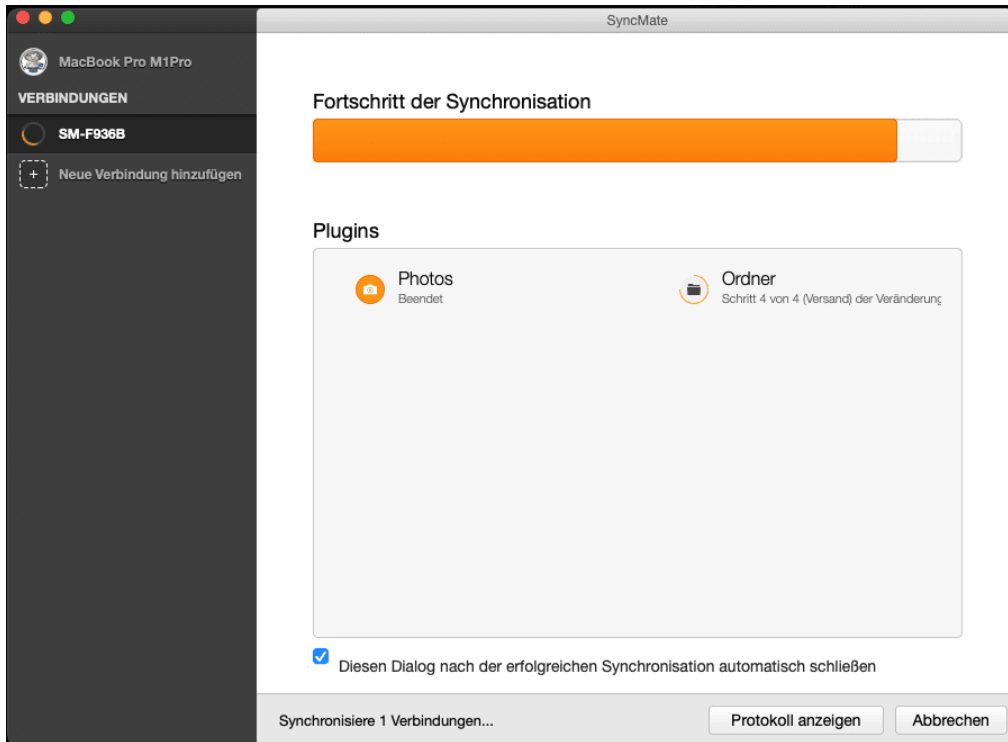 SyncMate
MacBook Pro M1Pro
VERBINDUNGEN
SM-F936B
Neue Verbindung hinzufügen
Fortschritt der Synchronisation
Plugins
Photos
Beendet
Ordner
Schritt 4 von 4 (Versand) der Veränderung
Diesen Dialog nach der erfolgreichen Synchronisation automatisch schließen
Synchronisiere 1 Verbindungen...
Protokoll anzeigen
Abbrechen